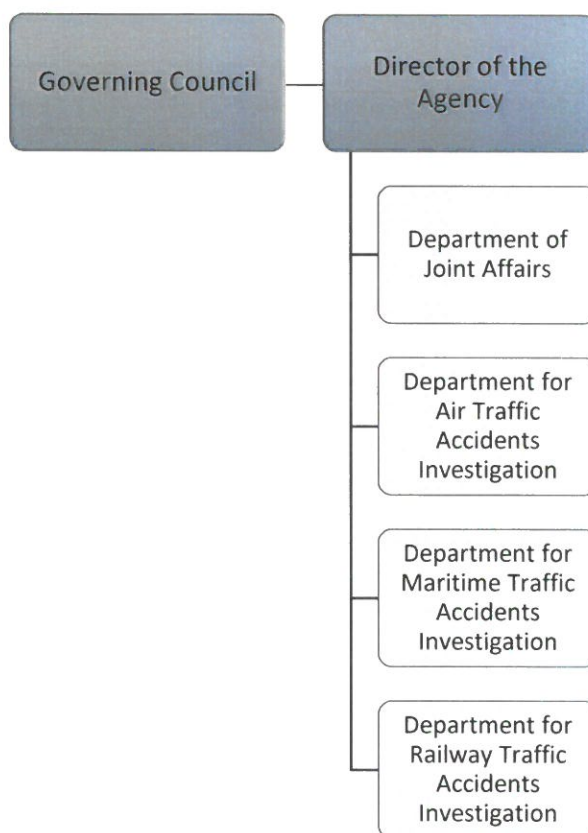 Governing Council
Director of the
Agency
Department of
Joint Affairs
Department for
Air Traffic
Accidents
Investigation
Department for
Maritime Traffic
Accidents
Investigation
Department for
Railway Traffic
Accidents
Investigation